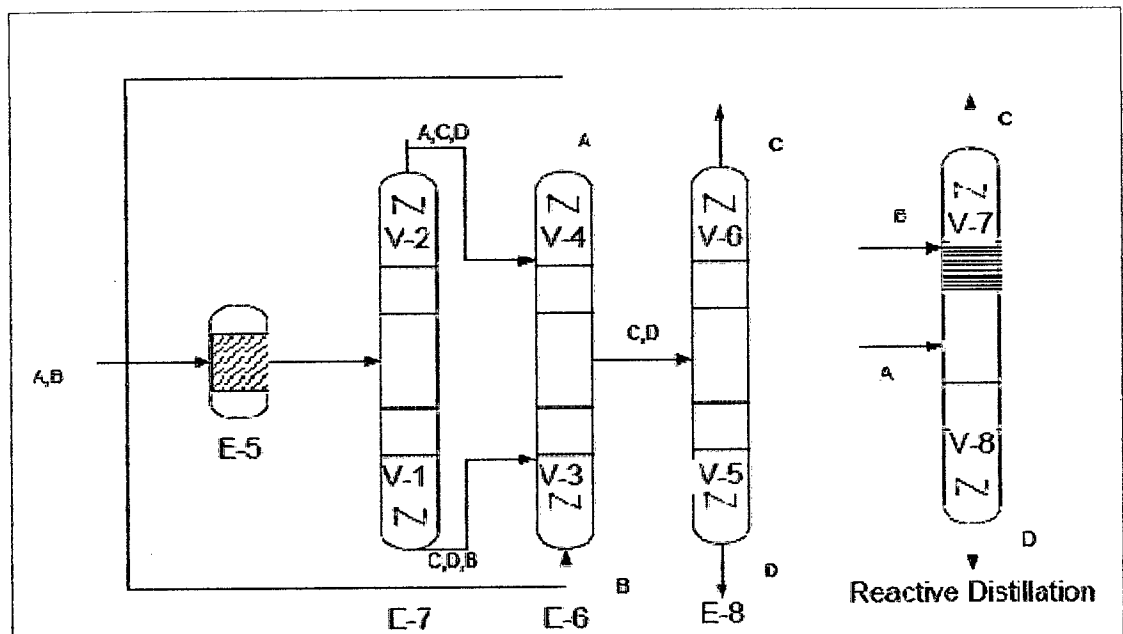 A,C,D
A
C
C
V-2
V-4
V-6
B
V-7
C,D
A,B
A
E-5
V-1
V-3
V-5
V-8
C,D,B
B
D
D
E-7
E-6
E-8
Reactive Distillation